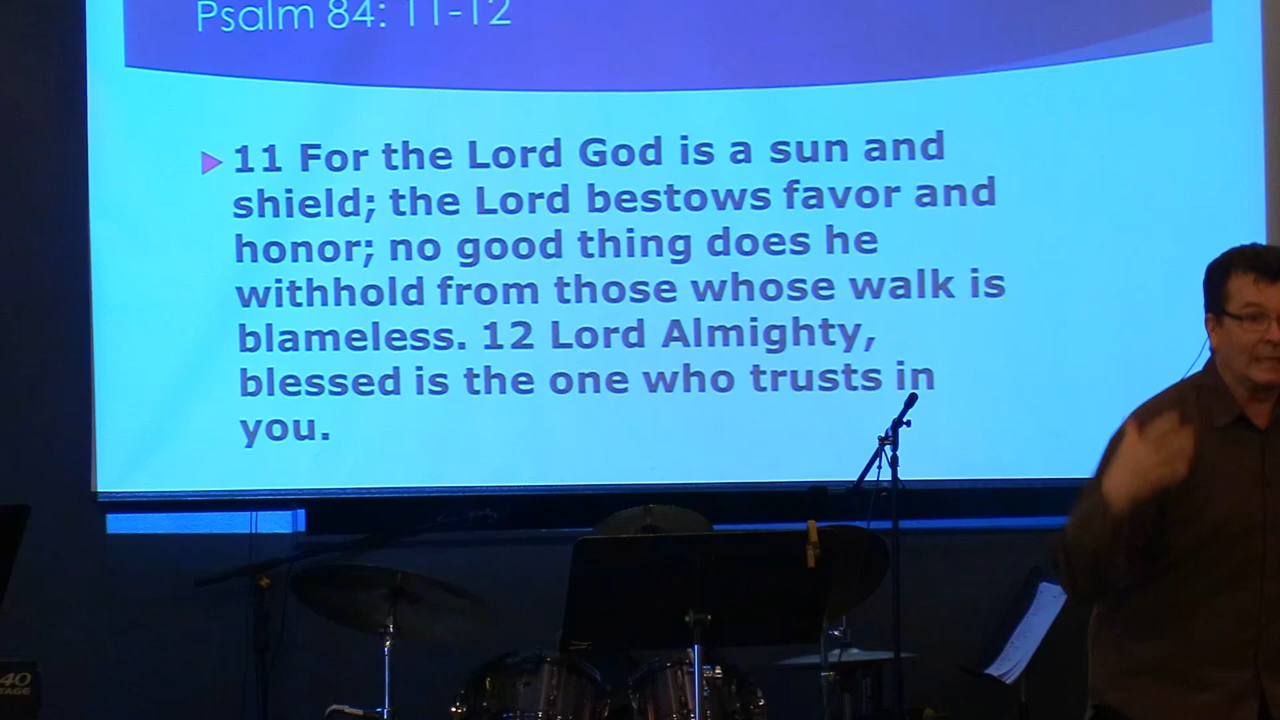 Psalm 84: 11-12
11 For the Lord God is a sun and
shield; the Lord bestows favor and
honor; no good thing does he
withhold from those whose walk is
blameless. 12 Lord Almighty,
blessed is the one who trusts in
you.
40
TAGE